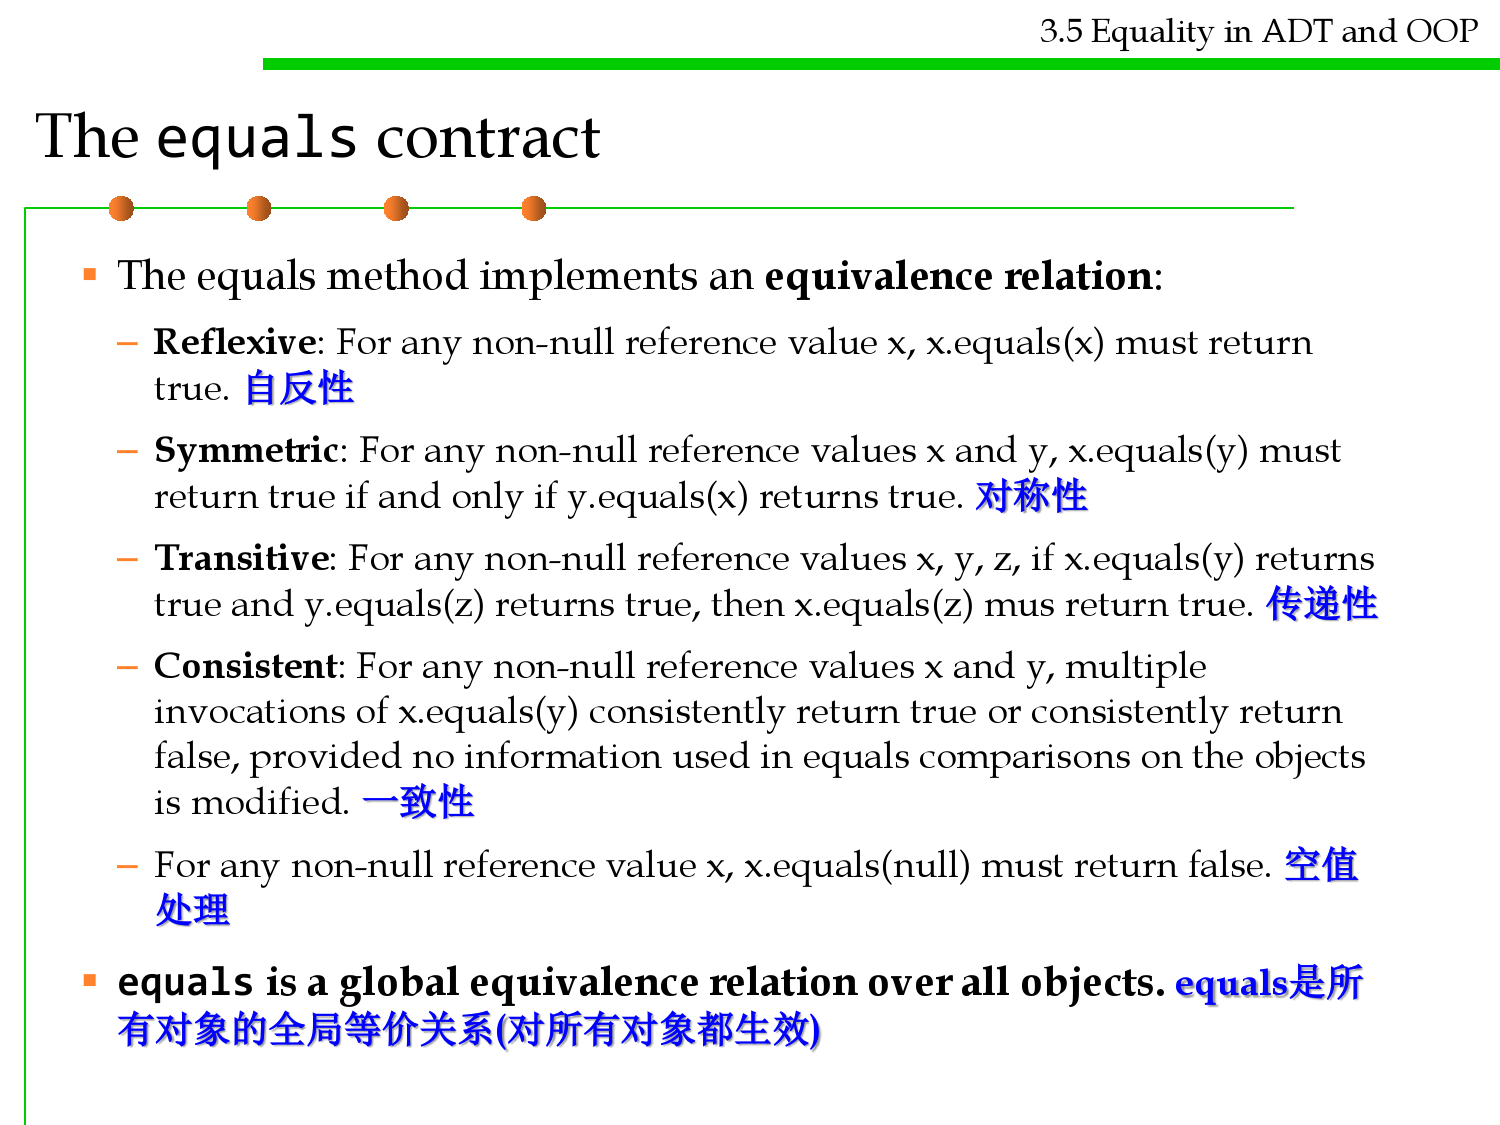 3.5 Equality in ADT and OOP
The equals contract
▪ The equals method implements an equivalence relation:
– Reflexive: For any non-null reference value x, x.equals(x) must return
true. 自反性
– Symmetric: For any non-null reference values x and y, x.equals(y) must
return true if and only if y.equals(x) returns true. 对称性
– Transitive: For any non-null reference values x, y, z, if x.equals(y) returns
true and y.equals(z) returns true, then x.equals(z) mus return true. 传递性
– Consistent: For any non-null reference values x and y, multiple
invocations of x.equals(y) consistently return true or consistently return
false, provided no information used in equals comparisons on the objects
is modified. 一致性
– For any non-null reference value x, x.equals(null) must return false. 空值
处理
▪ equals is a global equivalence relation over all objects. equals是所
有对象的全局等价关系(对所有对象都生效)